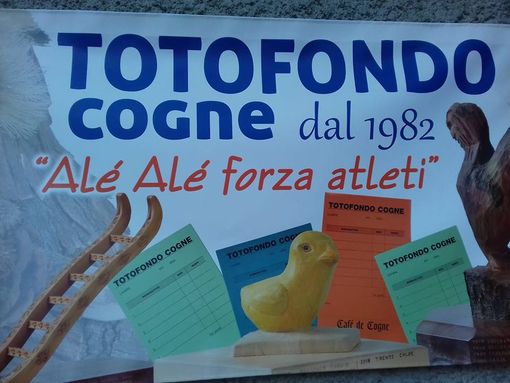 TOTOFONDO
COGNE dal 1982
"Alé Alé forza atleti"
TOTOFONDO COGNE
TOTOFONDO COGNE
TOTOFONDO COGNE
TOTOFONDO COGNE
Café de Cogne